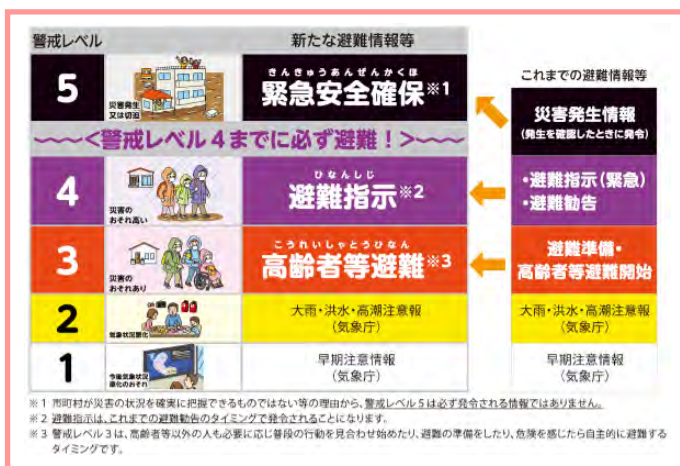 警戒レベル
新たな避難情報等
これまでの避難情報等
5
災害発生
又は切迫
きんきゅうあんぜんかくほ
緊急安全確保※1
災害発生情報
(発生を確認したときに発令)
<警戒レベル4までに必ず避難!>
4
災害の
おそれ高い
ひなんしじ
避難指示※2
・避難指示(緊急)
・避難勧告
3
災害の
おそれあり
こうれいしゃとうひなん
高齢者等避難※3
避難準備・
高齢者等避難開始
2
気象状況悪化
大雨・洪水・高潮注意報
(気象庁)
大雨・洪水・高潮注意報
(気象庁)
1
今後気象状況
悪化のおそれ
早期注意情報
(気象庁)
早期注意情報
(気象庁)
※1 市町村が災害の状況を確実に把握できるものではない等の理由から、警戒レベル5は必ず発令される情報ではありません。
※2 避難指示は、これまでの避難勧告のタイミングで発令されることになります。
※3 警戒レベル3は、高齢者等以外の人も必要に応じ普段の行動を見合わせ始めたり、避難の準備をしたり、危険を感じたら自主的に避難する
タイミングです。